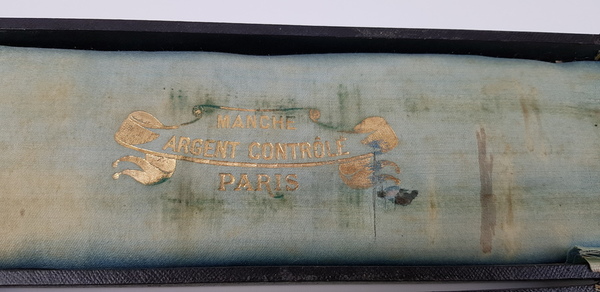 MANCHE
ARGENT CONTRÔLÉ
PARIS